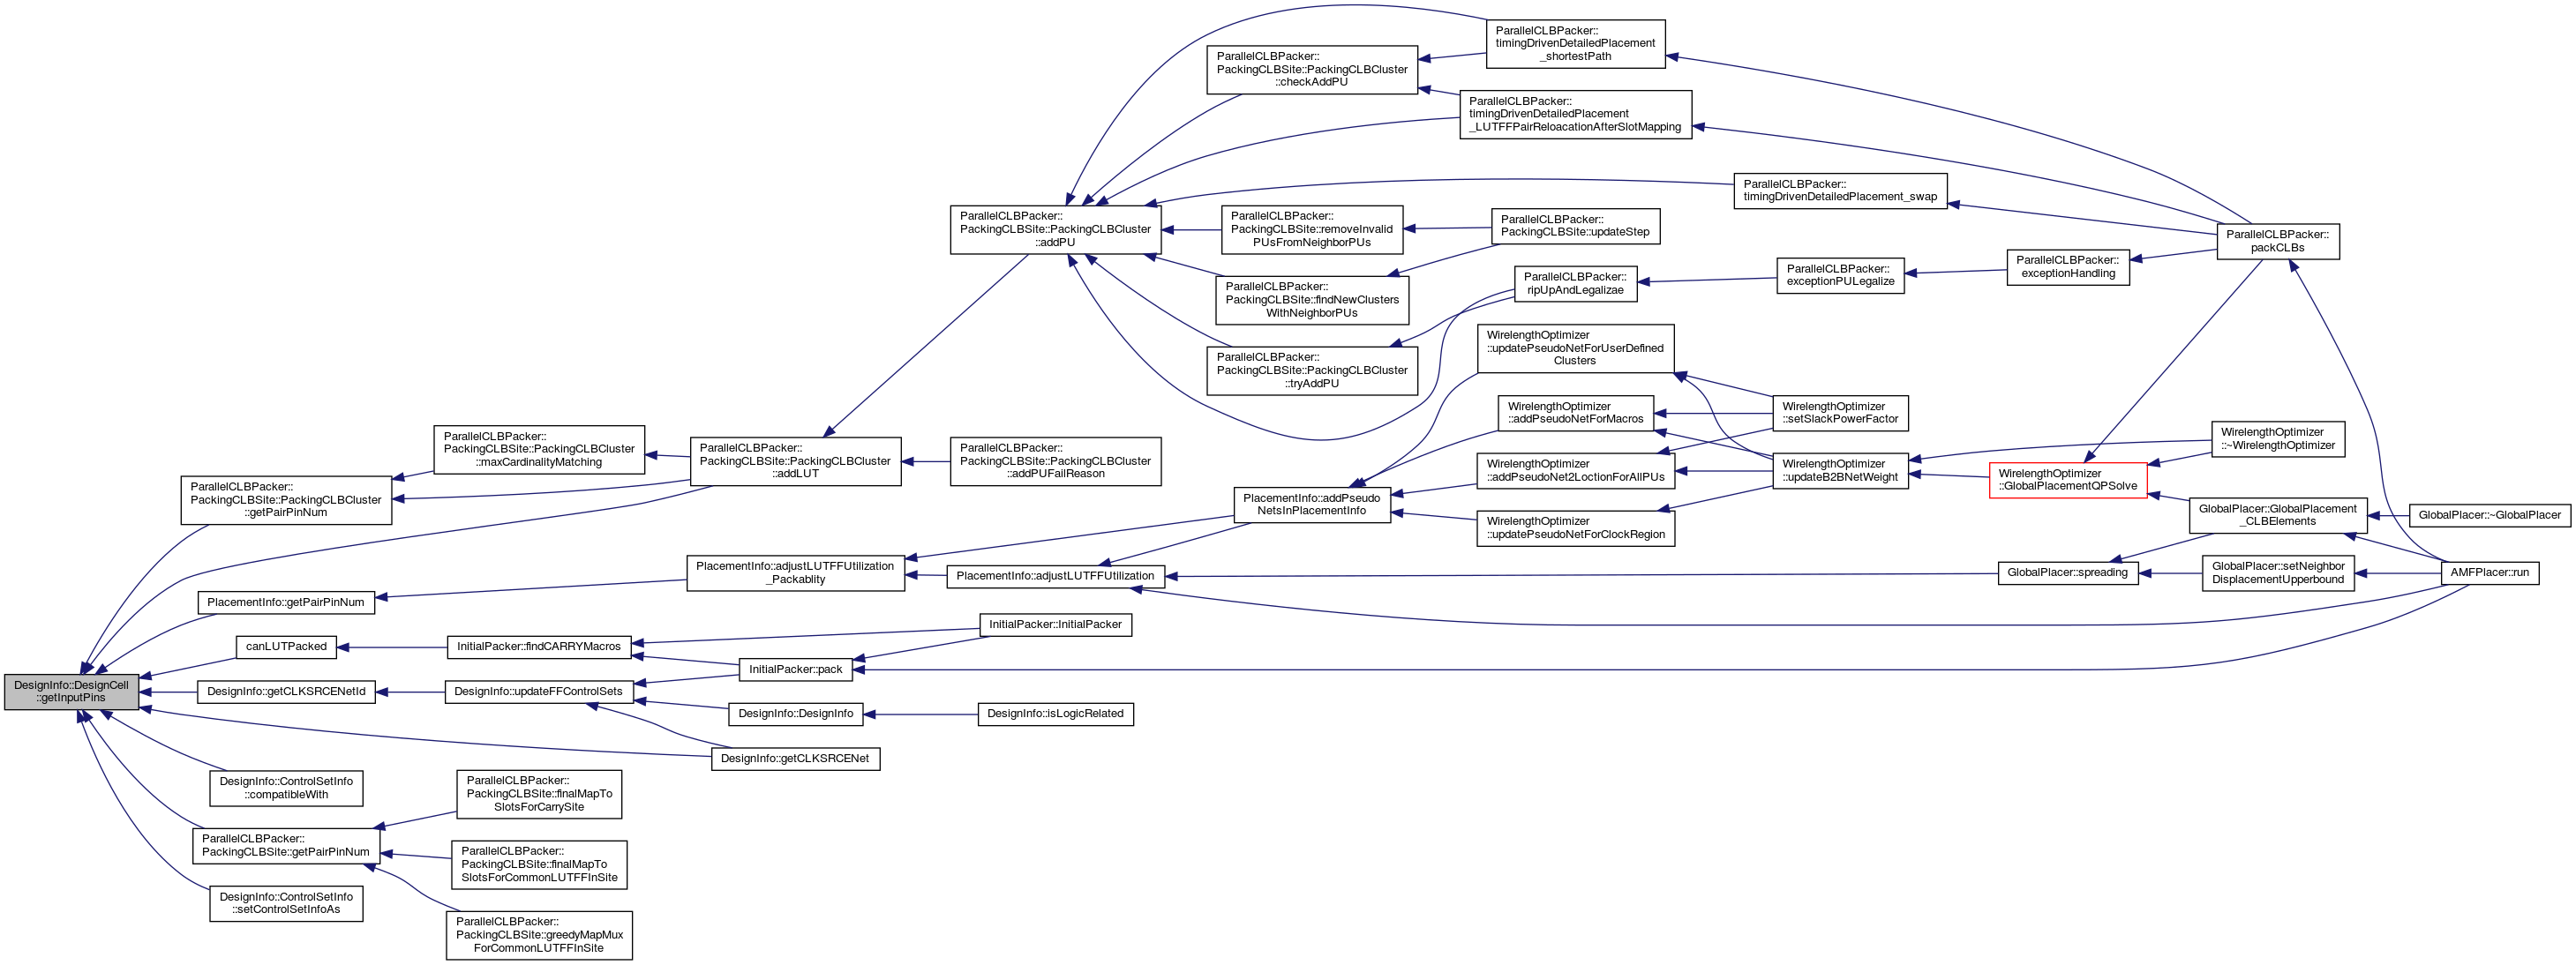 ParallelCLBPacker::
timingDrivenDetailedPlacement
_shortestPath
ParallelCLBPacker::
PackingCLBSite::PackingCLBCluster
::checkAddPU
ParallelCLBPacker::
timingDrivenDetailedPlacement
_LUTFFPairReloacationAfterSlotMapping
ParallelCLBPacker::
timingDrivenDetailedPlacement_swap
ParallelCLBPacker::
PackingCLBSite::PackingCLBCluster
::addPU
ParallelCLBPacker::
PackingCLBSite::removeInvalid
PUsFromNeighborPUs
ParallelCLBPacker::
PackingCLBSite::updateStep
ParallelCLBPacker::
packCLBs
ParallelCLBPacker::
PackingCLBSite::findNewClusters
WithNeighborPUs
ParallelCLBPacker::
ripUpAndLegalizae
ParallelCLBPacker::
exceptionPULegalize
ParallelCLBPacker::
exceptionHandling
ParallelCLBPacker::
PackingCLBSite::PackingCLBCluster
::tryAddPU
WirelengthOptimizer
::updatePseudoNetForUserDefined
Clusters
WirelengthOptimizer
::addPseudoNetForMacros
WirelengthOptimizer
::setSlackPowerFactor
ParallelCLBPacker::
PackingCLBSite::PackingCLBCluster
::maxCardinalityMatching
ParallelCLBPacker::
PackingCLBSite::PackingCLBCluster
::addLUT
ParallelCLBPacker::
PackingCLBSite::PackingCLBCluster
::addPUFailReason
WirelengthOptimizer
::addPseudoNet2LoctionForAllPUs
WirelengthOptimizer
::updateB2BNetWeight
WirelengthOptimizer
::GlobalPlacementQPSolve
WirelengthOptimizer
::~WirelengthOptimizer
ParallelCLBPacker::
PackingCLBSite::PackingCLBCluster
::getPairPinNum
PlacementInfo::addPseudo
NetsInPlacementInfo
WirelengthOptimizer
::updatePseudoNetForClockRegion
GlobalPlacer::GlobalPlacement
_CLBElements
GlobalPlacer::~GlobalPlacer
PlacementInfo::adjustLUTFFUtilization
_Packablity
PlacementInfo::adjustLUTFFUtilization
GlobalPlacer::spreading
GlobalPlacer::setNeighbor
DisplacementUpperbound
AMFPlacer::run
PlacementInfo::getPairPinNum
InitialPacker::InitialPacker
canLUTPacked
InitialPacker::findCARRYMacros
InitialPacker::pack
DesignInfo::DesignCell
::getInputPins
DesignInfo::getCLKSRCENetId
DesignInfo::updateFFControlSets
DesignInfo::DesignInfo
DesignInfo::isLogicRelated
DesignInfo::getCLKSRCENet
DesignInfo::ControlSetInfo
::compatibleWith
ParallelCLBPacker::
PackingCLBSite::finalMapTo
SlotsForCarrySite
ParallelCLBPacker::
PackingCLBSite::getPairPinNum
ParallelCLBPacker::
PackingCLBSite::finalMapTo
SlotsForCommonLUTFFInSite
DesignInfo::ControlSetInfo
::setControlSetInfoAs
ParallelCLBPacker::
PackingCLBSite::greedyMapMux
ForCommonLUTFFInSite